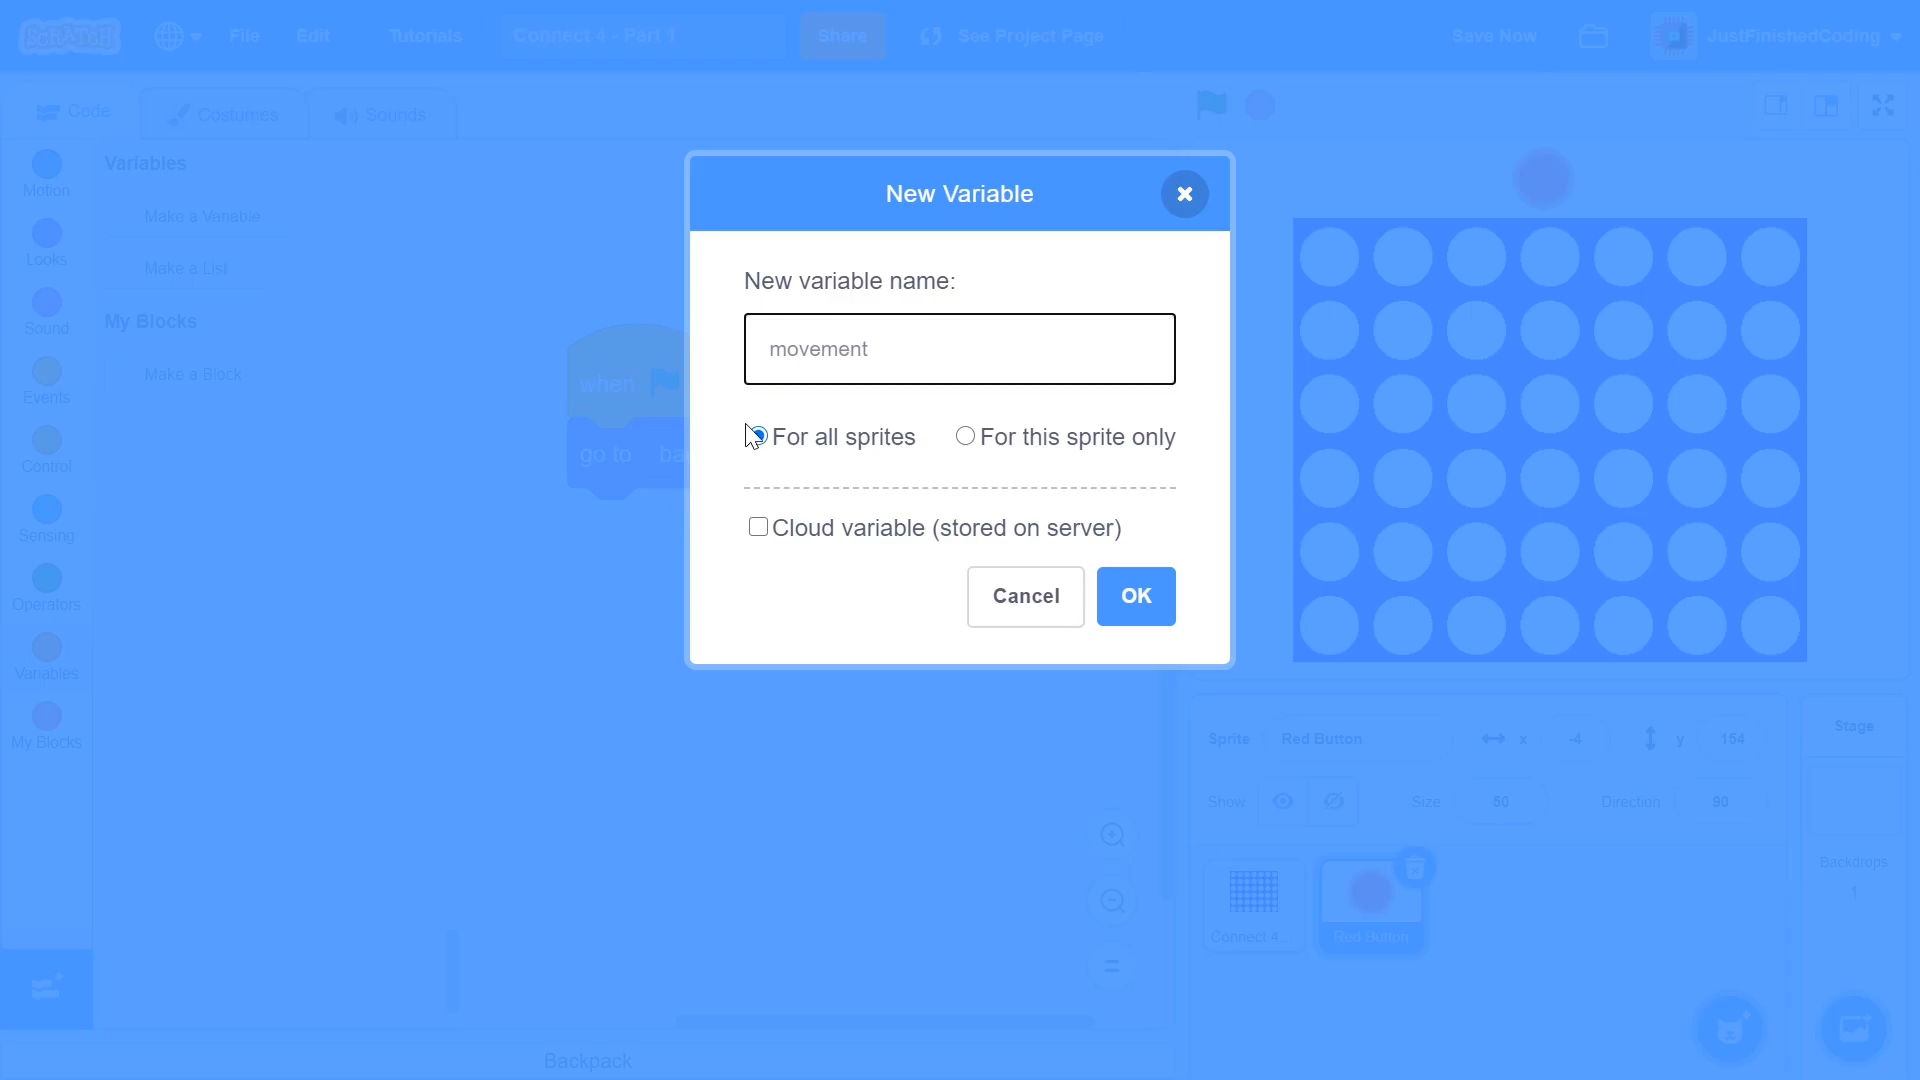 SCRATCH
File
Edit
Tutorials
Connect 4 - Part 1
Share
See Project Page
Save Now
JustFinishedCoding
Code
Costumes
Sounds
Motion
Looks
Sound
Events
Control
Sensing
Operators
Variables
My Blocks
Variables
Make a Variable
Make a List
My Blocks
Make a Block
when
go to
New Variable
New variable name:
movement
For all sprites
For this sprite only
Cloud variable (stored on server)
Cancel
OK
Sprite
Red Button
x
-4
y
154
Show
Size
50
Direction
90
Connect 4...
Red Button
Stage
Backdrops
1
Backpack